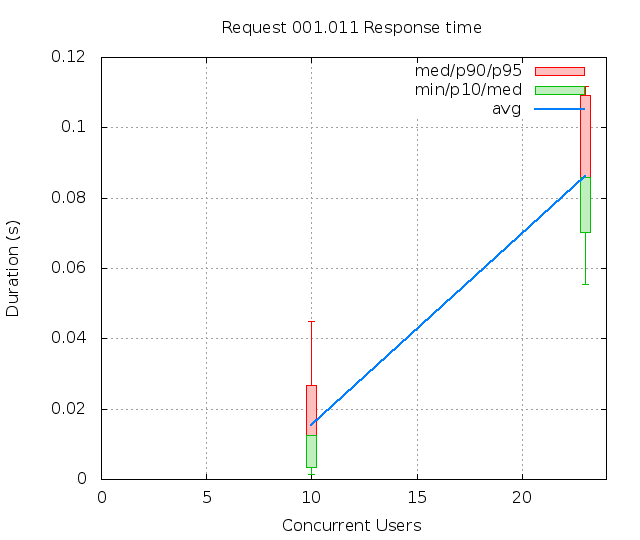 Request 001.011 Response time
med/p90/p95
min/p10/med
avg
0.12
0.1
0.08
0.06
0.04
0.02
0
Duration (s)
0 5 10 15 20
Concurrent Users